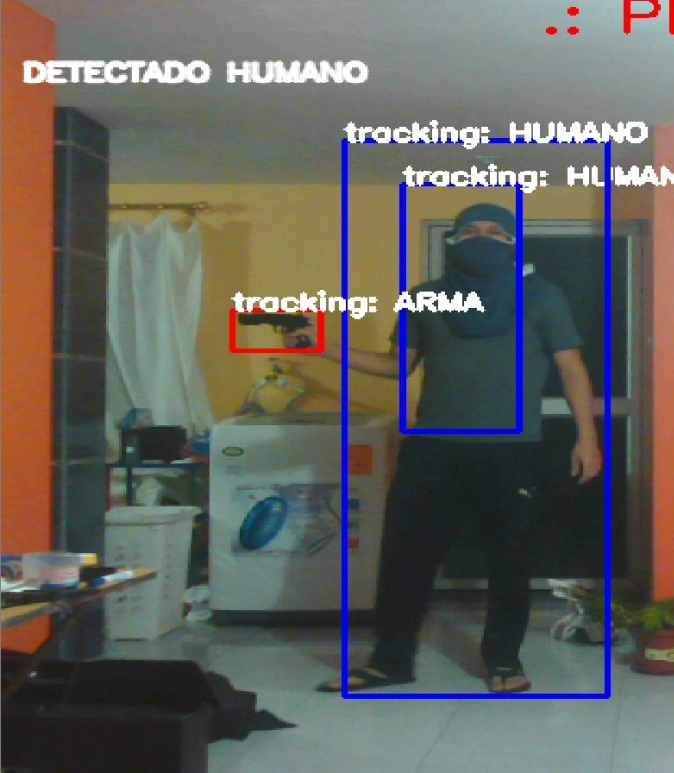 .: P
DETECTADO HUMANO
tracking: HUMANO
tracking: HUMAN
tracking: ARMA